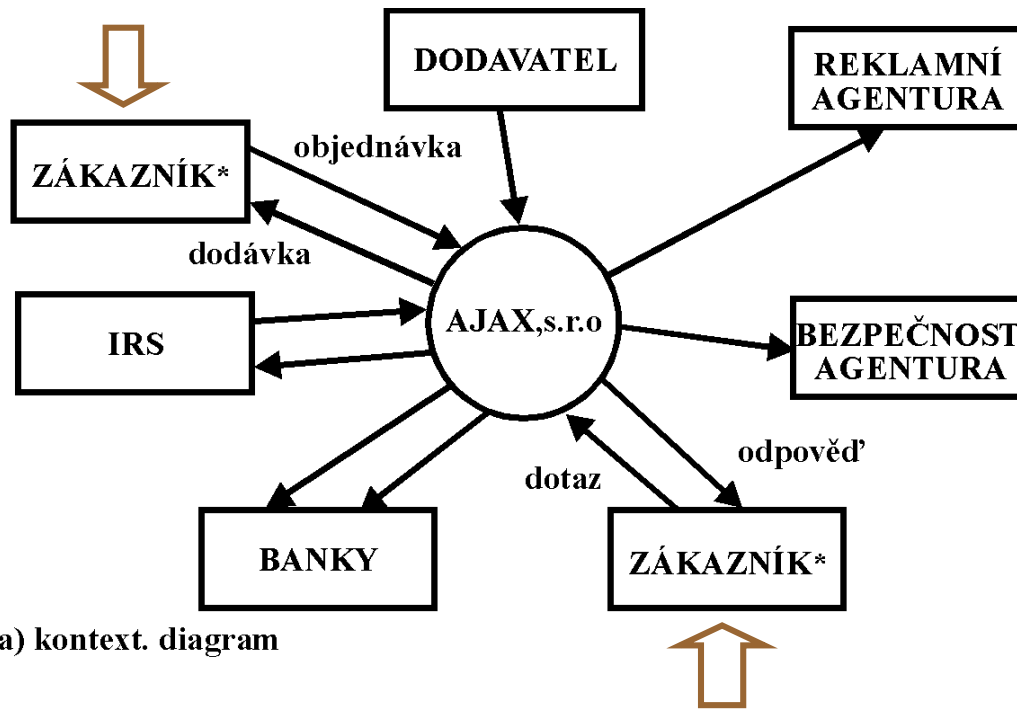 DODAVATEL
REKLAMNÍ
AGENTURA
ZÁKAZNÍK*
objednávka
dodávka
IRS
AJAX,s.r.o
BEZPEČNOST
AGENTURA
odpověď
dotaz
BANKY
ZÁKAZNÍK*
a) kontext. diagram